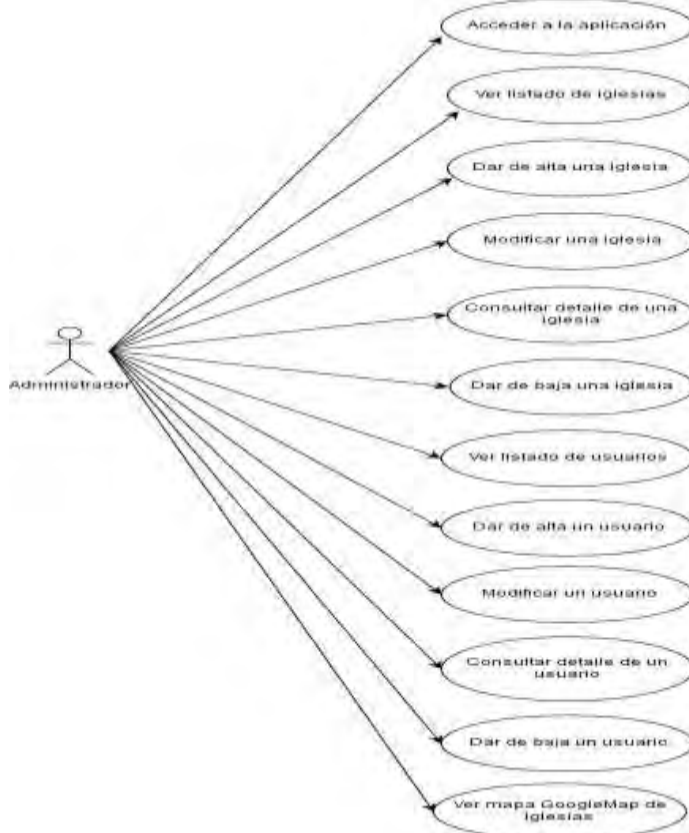 Acceder a la aplicación
Ver listado de iglesias
Dar de alta una iglesia
Modificar una iglesia
Consultar detalle de una
iglesia
Administrador
Dar de baja una iglesia
Ver listado de usuarios
Dar de alta un usuario
Modificar un usuario
Consultar detalle de un
usuario
Dar de baja un usuario
Ver mapa GoogleMap de
iglesias